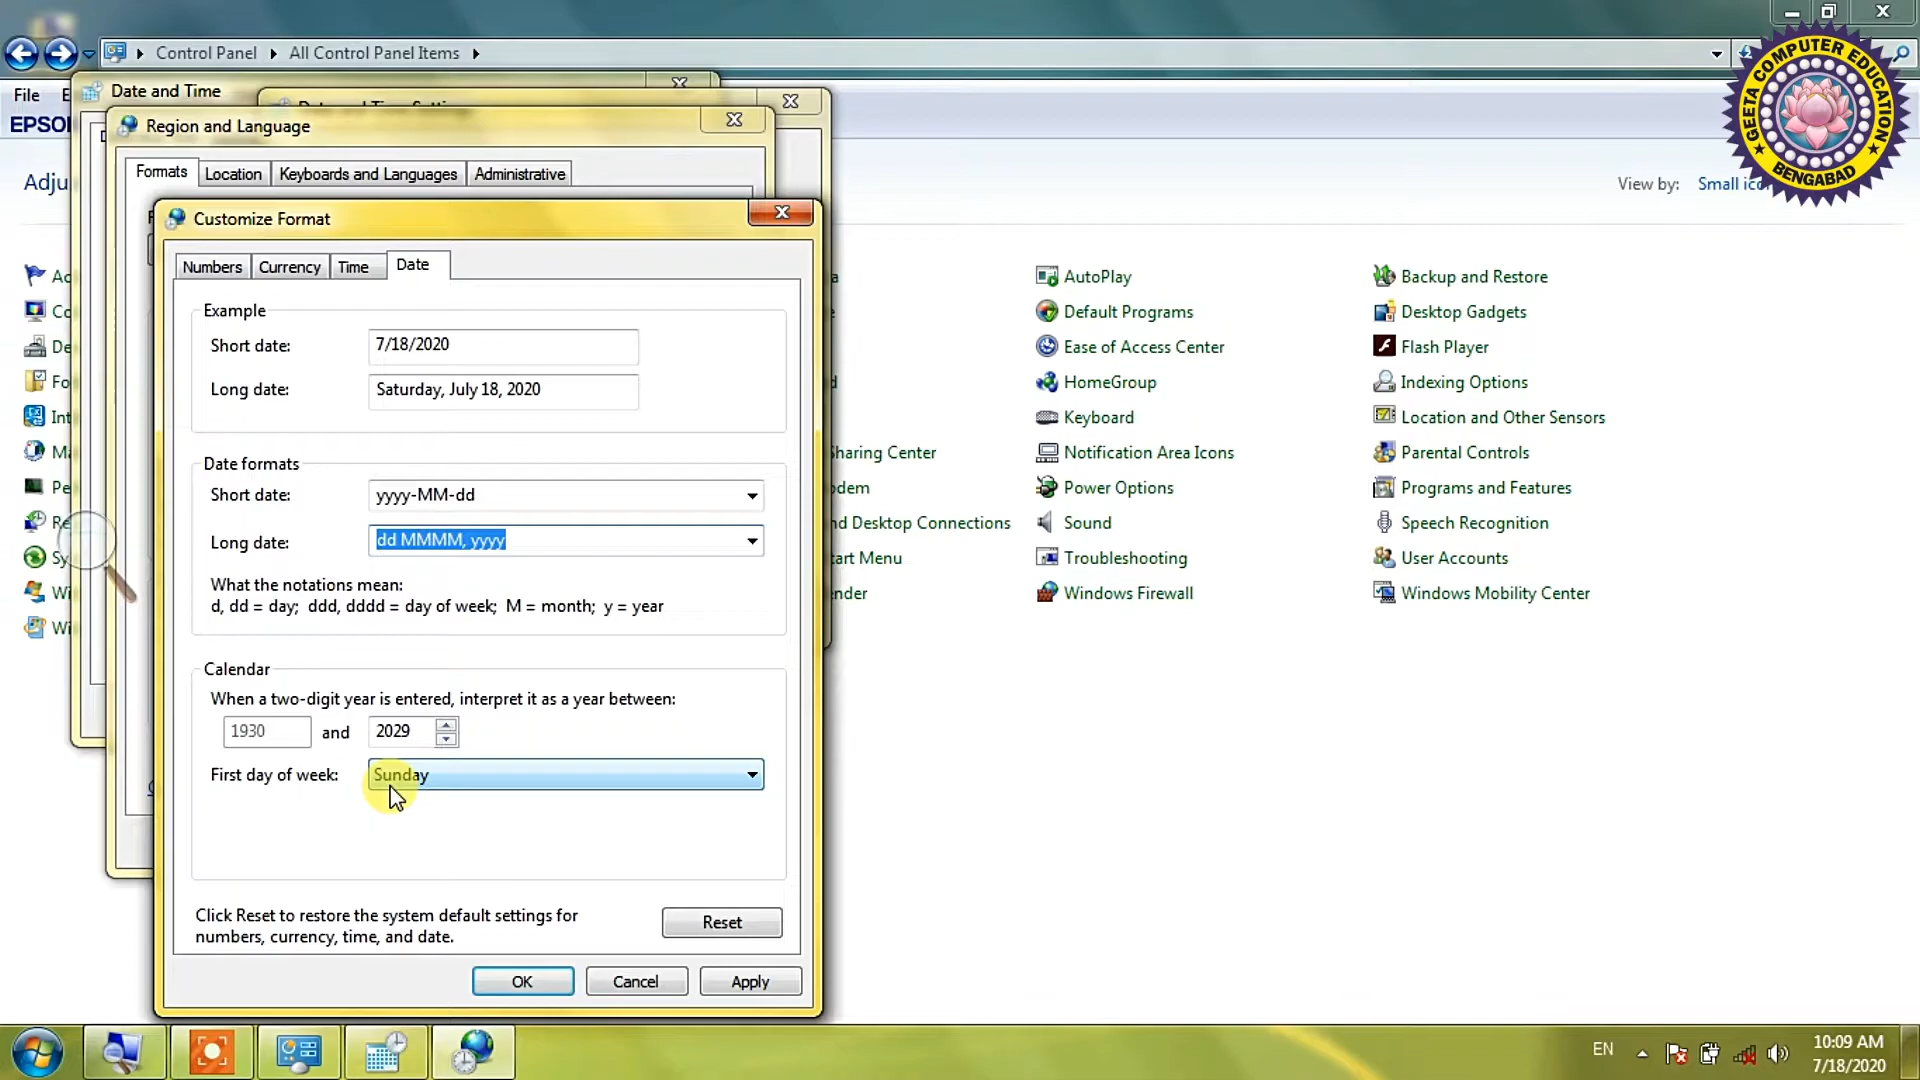 Control Panel
All Control Panel Items
File
EPSON
Date and Time
Region and Language
Formats
Location
Keyboards and Languages
Administrative
View by:
Small
GEETA COMPUTER EDUCATION
BENGABAD
Customize Format
Numbers
Currency
Time
Date
Example
Short date:
7/18/2020
Long date:
Saturday, July 18, 2020
Date formats
Short date:
yyyy-MM-dd
Long date:
dd MMMM, yyyy
What the notations mean:
d, dd = day; ddd, dddd = day of week; M = month; y = year
Calendar
When a two-digit year is entered, interpret it as a year between:
1930
and
2029
First day of week:
Sunday
Click Reset to restore the system default settings for
numbers, currency, time, and date.
Reset
OK
Cancel
Apply
Sharing Center
Desktop Connections
Menu
AutoPlay
Default Programs
Ease of Access Center
HomeGroup
Keyboard
Notification Area Icons
Power Options
Sound
Troubleshooting
Windows Firewall
Backup and Restore
Desktop Gadgets
Flash Player
Indexing Options
Location and Other Sensors
Parental Controls
Programs and Features
Speech Recognition
User Accounts
Windows Mobility Center
EN
10:09 AM
7/18/2020